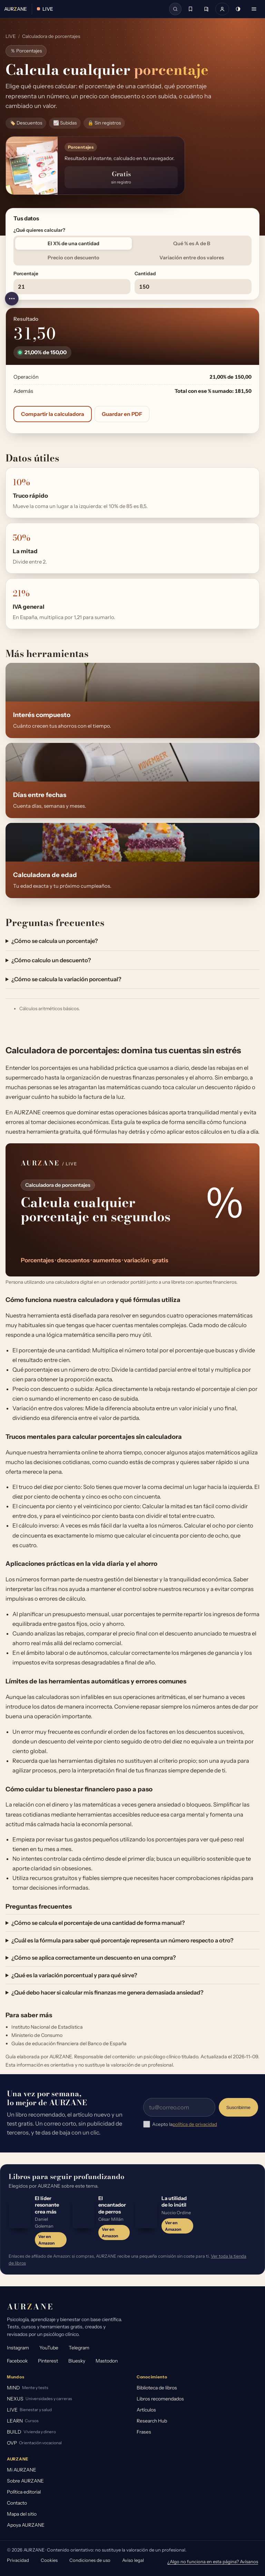 AURZANE LIVE
LIVE / Calculadora de porcentajes
% Porcentajes
Calcula cualquier porcentaje
Elige qué quieres calcular: el porcentaje de una cantidad, qué porcentaje
representa un número, un precio con descuento o subida, o cuánto ha
cambiado un valor.
🏷️ Descuentos
📈 Subidas
🔒 Sin registros
Porcentajes
Resultado al instante, calculado en tu navegador.
Gratis
sin registro
Tus datos
¿Qué quieres calcular?
El X% de una cantidad
Qué % es A de B
Precio con descuento
Variación entre dos valores
Porcentaje
Cantidad
21
150
Resultado
31,50
21,00% de 150,00
Operación
21,00% de 150,00
Además
Total con ese % sumado: 181,50
Compartir la calculadora
Guardar en PDF
Datos útiles
10%
Truco rápido
Mueve la coma un lugar a la izquierda: el 10% de 85 es 8,5.
50%
La mitad
Divide entre 2.
21%
IVA general
En España, multiplica por 1,21 para sumarlo.
Más herramientas
NOVEMBER
Interés compuesto
Cuánto crecen tus ahorros con el tiempo.
Días entre fechas
Cuenta días, semanas y meses.
Calculadora de edad
Tu edad exacta y tu próximo cumpleaños.
Preguntas frecuentes
¿Cómo se calcula un porcentaje?
¿Cómo calculo un descuento?
¿Cómo se calcula la variación porcentual?
Cálculos aritméticos básicos.
Calculadora de porcentajes: domina tus cuentas sin estrés
Entender los porcentajes es una habilidad práctica que usamos a diario, desde las rebajas en el
supermercado hasta la organización de nuestras finanzas personales y el ahorro. Sin embargo, a
muchas personas se les atragantan las matemáticas cuando toca calcular un descuento rápido o
averiguar cuánto ha subido la factura de la luz.
En AURZANE creemos que dominar estas operaciones básicas aporta tranquilidad mental y evita
errores al tomar decisiones económicas. Esta guía te explica de forma sencilla cómo funciona
nuestra herramienta gratuita, qué fórmulas hay detrás y cómo aplicar estos cálculos en tu día a día.
AURZANE / LIVE
Calculadora de porcentajes
Calcula cualquier
porcentaje en segundos
%
Porcentajes · descuentos · aumentos · variación · gratis
Persona utilizando una calculadora digital en un ordenador portátil junto a una libreta con apuntes financieros.
Cómo funciona nuestra calculadora y qué fórmulas utiliza
Nuestra herramienta está diseñada para resolver en segundos cuatro operaciones matemáticas
muy habituales, sin que tengas que hacer cuentas mentales complejas. Cada modo de cálculo
responde a una lógica matemática sencilla pero muy útil.
El porcentaje de una cantidad: Multiplica el número total por el porcentaje que buscas y divide
el resultado entre cien.
Qué porcentaje es un número de otro: Divide la cantidad parcial entre el total y multiplica por
cien para obtener la proporción exacta.
Precio con descuento o subida: Aplica directamente la rebaja restando el porcentaje al cien por
cien o sumando el incremento en caso de subida.
Variación entre dos valores: Mide la diferencia absoluta entre un valor inicial y uno final,
dividiendo esa diferencia entre el valor de partida.
Trucos mentales para calcular porcentajes sin calculadora
Aunque nuestra herramienta te ahorra tiempo, conocer algunos atajos matemáticos agiliza
mucho las decisiones cotidianas, como cuando estás de compras y quieres saber rápido si una
oferta merece la pena.
El truco del diez por ciento: Solo tienes que mover la coma decimal un lugar hacia la izquierda. El
diez por ciento de ochenta y cinco es ocho con cincuenta.
El cincuenta por ciento y el veinticinco por ciento: Calcular la mitad es tan fácil como dividir
entre dos, y para el veinticinco por ciento basta con dividir el total entre cuatro.
El cálculo inverso: A veces es más fácil dar la vuelta a los números. Calcular el ocho por ciento
de cincuenta es lo mismo que calcular el cincuenta por ciento de ocho, que
es cuatro.
Aplicaciones prácticas en la vida diaria y el ahorro
Los números forman parte de nuestra gestión del bienestar y la tranquilidad económica. Saber
interpretar las cifras nos ayuda a mantener el control sobre nuestros recursos y evitar compras
impulsivas o errores de cálculo.
Al planificar un presupuesto mensual, usar porcentajes te permite repartir los ingresos de forma
equilibrada entre gastos fijos, ocio y ahorro.
Cuando analizas las rebajas, comparar el precio final con el descuento anunciado te muestra el
ahorro real más allá del reclamo comercial.
En el ámbito laboral o de autónomos, calcular correctamente los márgenes de ganancia y los
impuestos evita sorpresas desagradables a final de año.
Límites de las herramientas automáticas y errores comunes
Aunque las calculadoras son infalibles en sus operaciones aritméticas, el ser humano a veces
introduce los datos de manera incorrecta. Conviene revisar siempre los números antes de dar por
buena una operación importante.
Un error muy frecuente es confundir el orden de los factores en los descuentos sucesivos,
donde un descuento del veinte por ciento seguido de otro del diez no equivale a un treinta por
ciento global.
Recuerda que las herramientas digitales no sustituyen al criterio propio; son una ayuda para
agilizar procesos, pero la interpretación final de tus finanzas siempre depende de ti.
Cómo cuidar tu bienestar financiero paso a paso
La relación con el dinero y las matemáticas a veces genera ansiedad o bloqueos. Simplificar las
tareas cotidianas mediante herramientas accesibles reduce esa carga mental y fomenta una
actitud más calmada hacia la economía personal.
Empieza por revisar tus gastos pequeños utilizando los porcentajes para ver qué parte real
tienen en tu mes a mes.
No intentes controlar cada céntimo desde el primer día; busca un equilibrio sostenible que te
aporte claridad sin obsesiones.
Utiliza recursos gratuitos y fiables siempre que necesites hacer comprobaciones rápidas para
tomar decisiones informadas.
Preguntas frecuentes
¿Cómo se calcula el porcentaje de una cantidad de forma manual?
¿Cuál es la fórmula para saber qué porcentaje representa un número respecto a otro?
¿Cómo se aplica correctamente un descuento en una compra?
¿Qué es la variación porcentual y para qué sirve?
¿Qué debo hacer si calcular mis finanzas me genera demasiada ansiedad?
Para saber más
Instituto Nacional de Estadística
Ministerio de Consumo
Guías de educación financiera del Banco de España
Guía elaborada por AURZANE. Responsable del contenido: un psicólogo clínico titulado. Actualizada el 2026-11-09.
Esta información es orientativa y no sustituye la valoración de un profesional.
Una vez por semana,
lo mejor de AURZANE
Un libro recomendado, el artículo nuevo y un
test gratis. Un correo corto, sin publicidad de
terceros, y te das de baja con un clic.
tu@correo.com
Suscribirme
Acepto la política de privacidad
Libros para seguir profundizando
Elegidos por AURZANE sobre este tema.
El líder
resonante
crea más
Daniel
Goleman
Ver en
Amazon
El
encantador
de perros
César Millán
Ver en
Amazon
La utilidad
de lo inútil
Nuccio Ordine
Ver en
Amazon
Enlaces de afiliado de Amazon: si compras, AURZANE recibe una pequeña comisión sin coste para ti. Ver toda la tienda
de libros
AURZANE
Psicología, aprendizaje y bienestar con base científica.
Tests, cursos y herramientas gratis, creados y
revisados por un psicólogo clínico.
Instagram YouTube Telegram
Facebook Pinterest Bluesky Mastodon
Mundos
MIND Mente y tests
NEXUS Universidades y carreras
LIVE Bienestar y salud
LEARN Cursos
BUILD Vivienda y dinero
OVP Orientación vocacional
Conocimiento
Biblioteca de libros
Libros recomendados
Artículos
Research Hub
Frases
AURZANE
Mi AURZANE
Sobre AURZANE
Política editorial
Contacto
Mapa del sitio
Apoya AURZANE
© 2026 AURZANE · Contenido orientativo: no sustituye la valoración de un profesional.
Privacidad Cookies Condiciones de uso Aviso legal
¿Algo no funciona en esta página? Avísanos